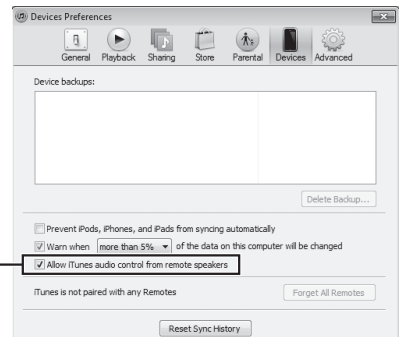 Devices Preferences
General Playback Sharing Store Parental Devices Advanced
Device backups:
Delete Backup...
Prevent iPods, iPhones, and iPads from syncing automatically
Warn when more than 5% of the data on this computer will be changed
Allow iTunes audio control from remote speakers
iTunes is not paired with any Remotes Forget All Remotes
Reset Sync History